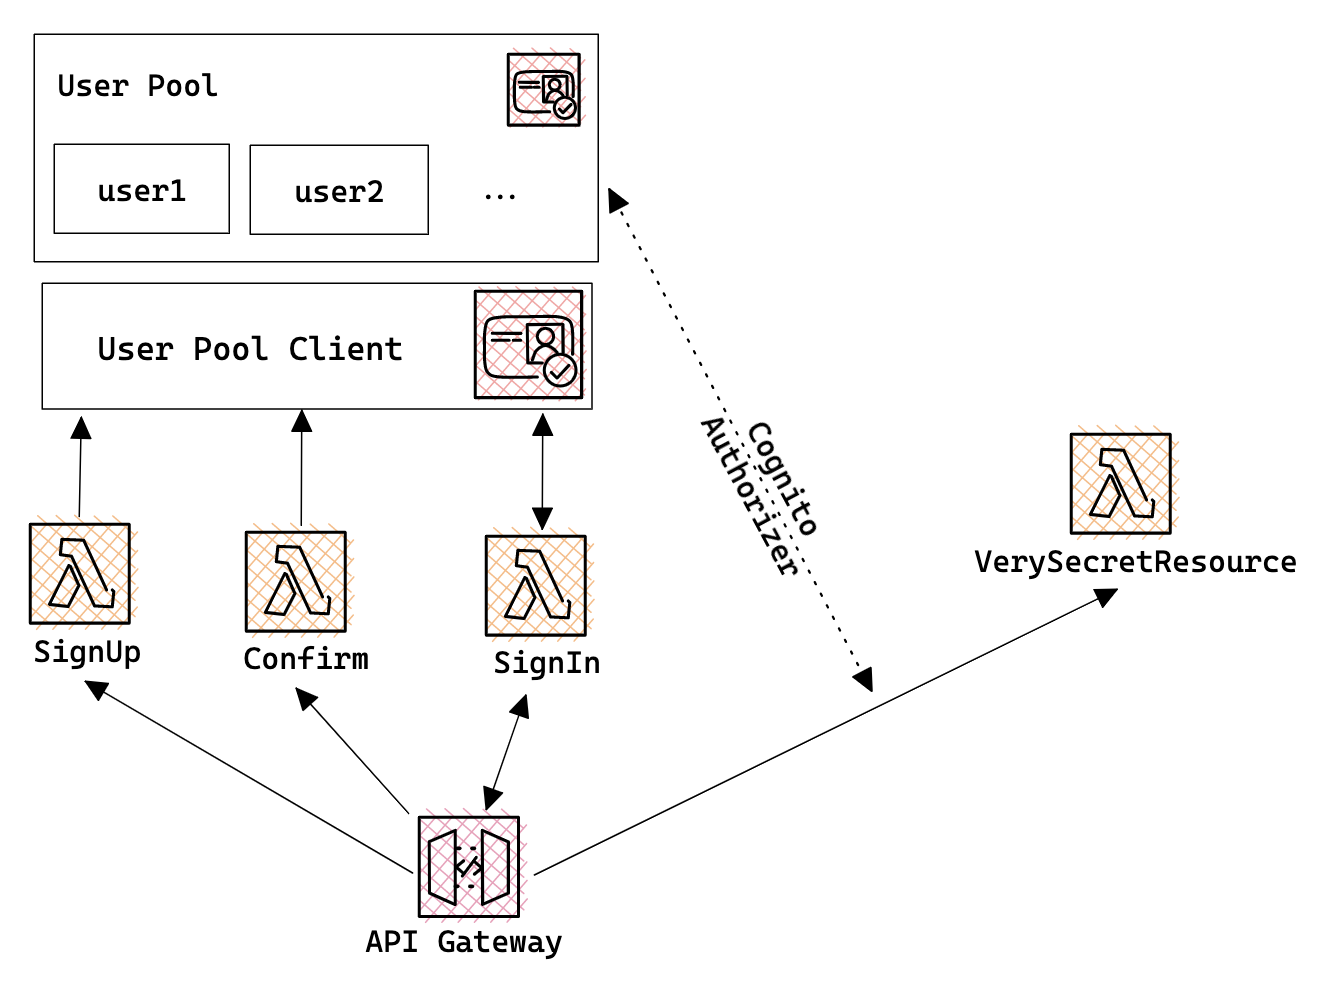 User Pool
user1
user2
...
User Pool Client
Cognito
Authorizer
VerySecretResource
SignUp
Confirm
SignIn
API Gateway